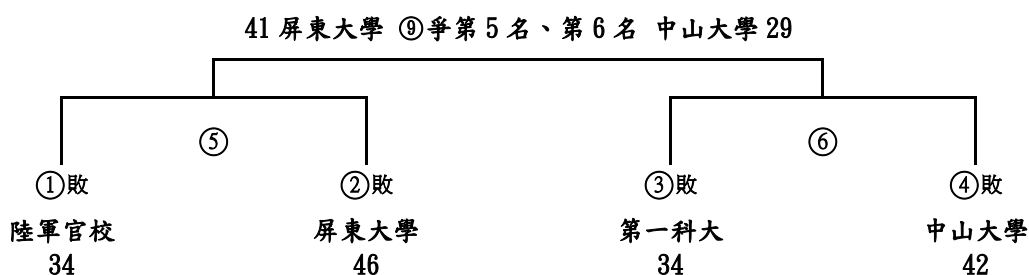 41 屏東大學 ⑨爭第 5 名、第 6 名 中山大學 29
⑤ ⑥
①敗 ②敗 ③敗 ④敗
陸軍官校 屏東大學 第一科大 中山大學
34 46 34 42